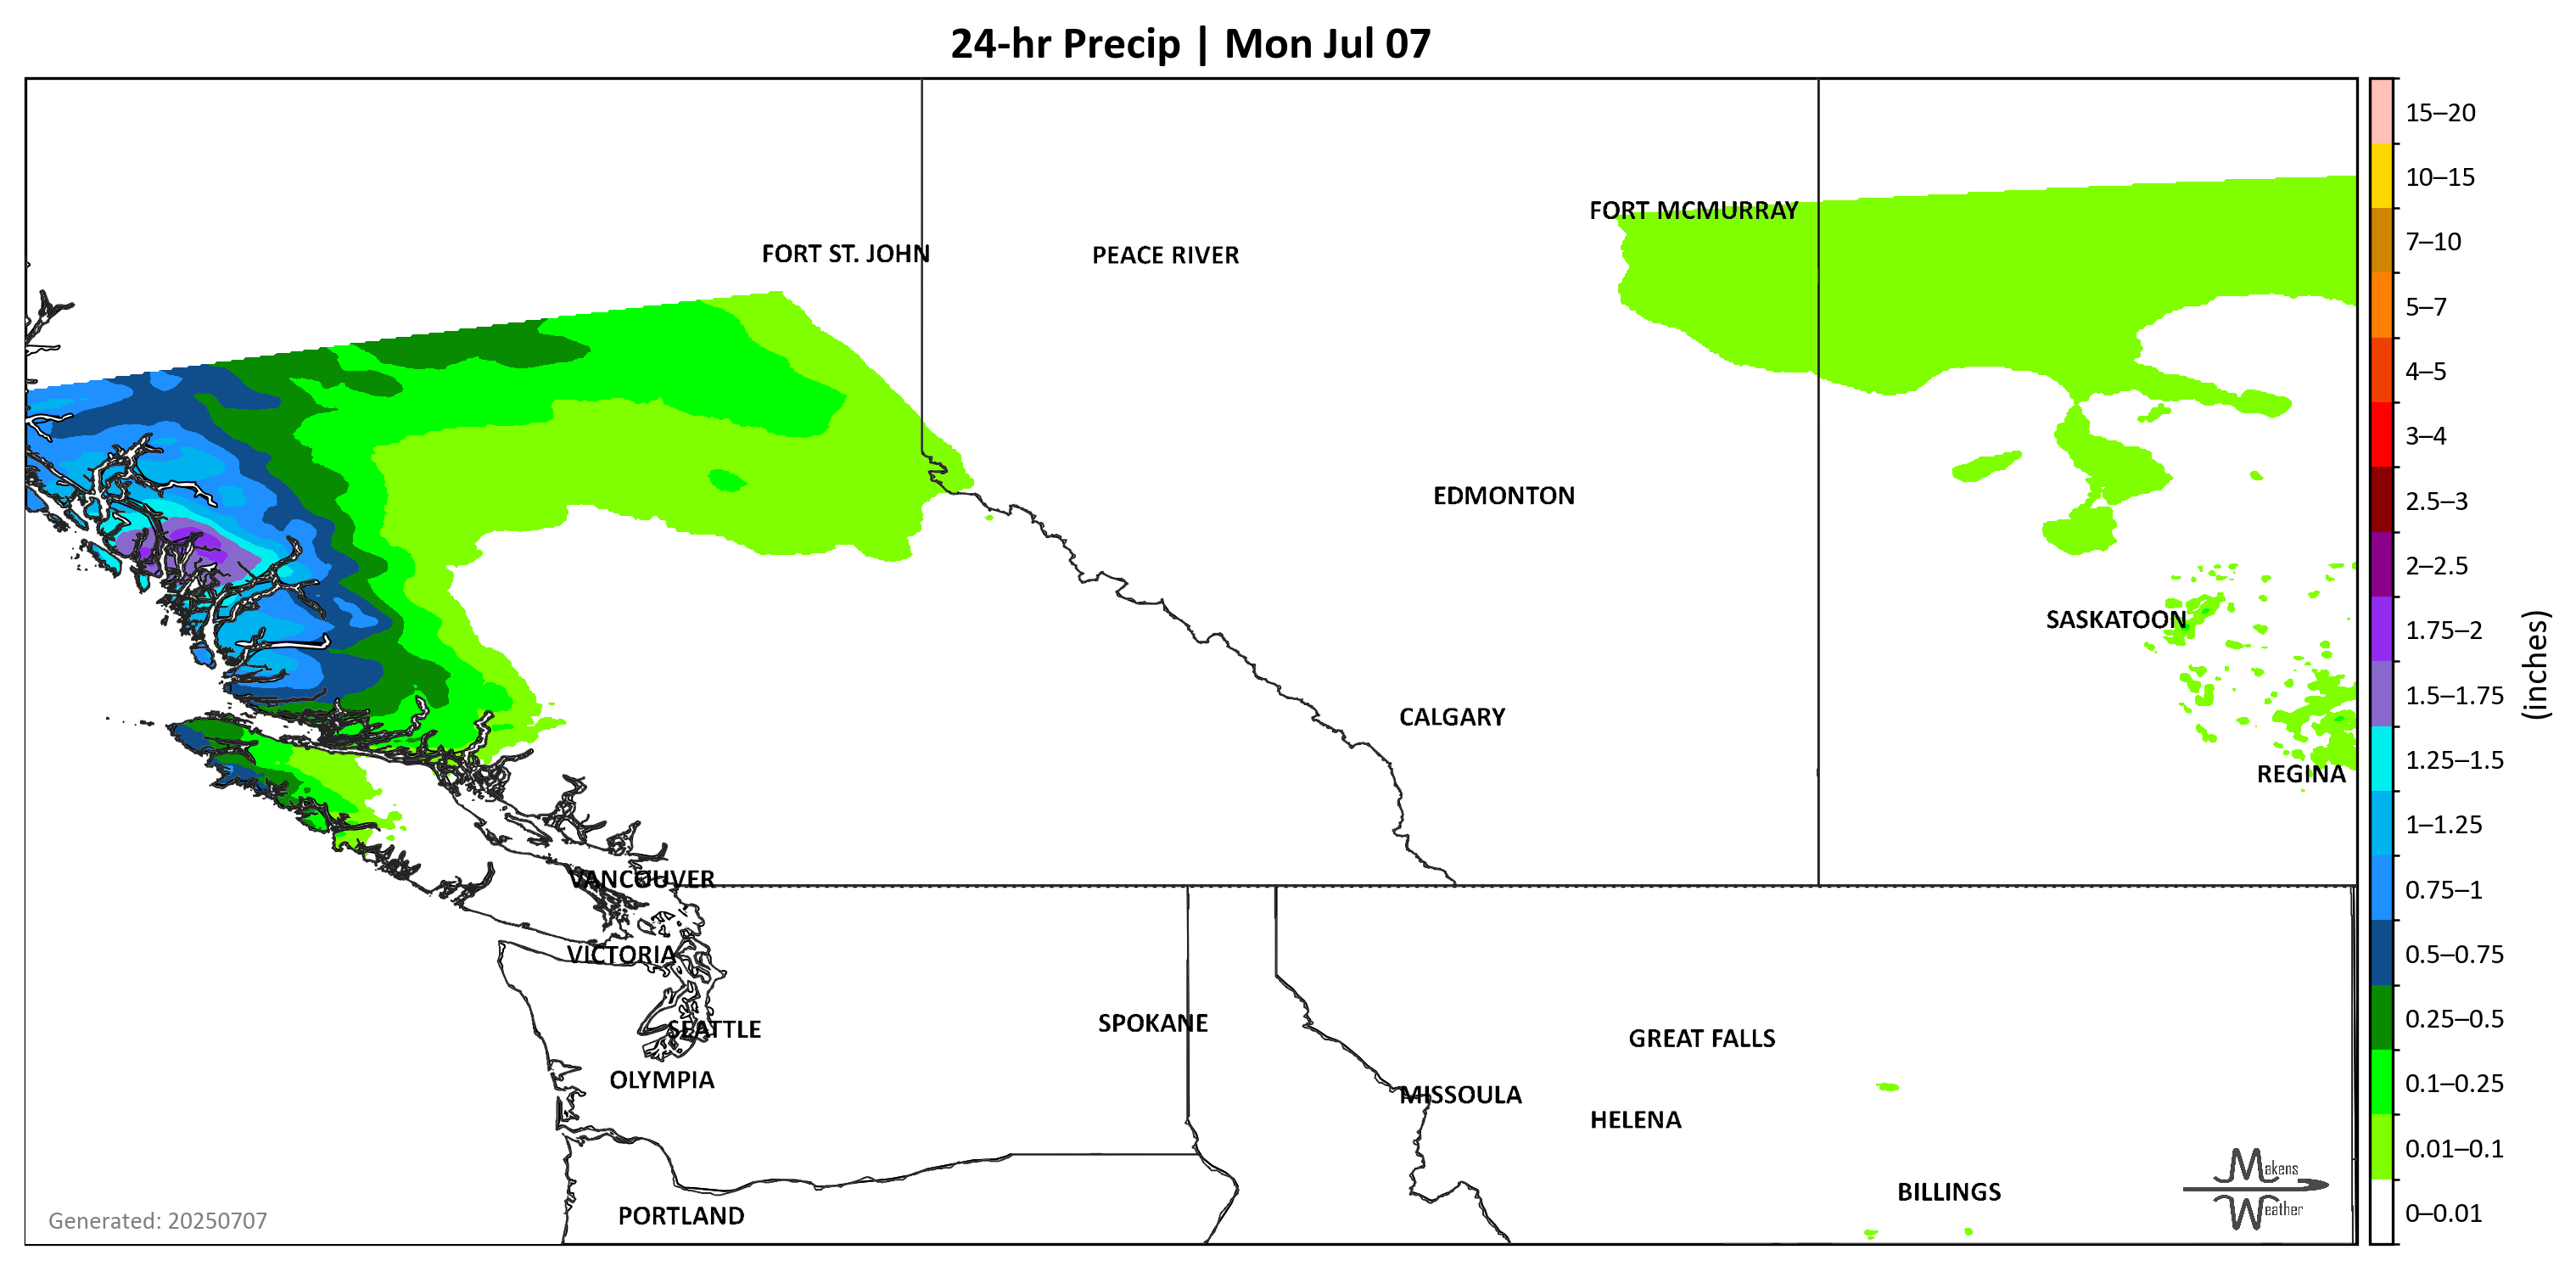 24-hr Precip | Mon Jul 07
FORT MCMURRAY
FORT ST. JOHN
PEACE RIVER
EDMONTON
SASKATOON
CALGARY
REGINA
VANCOUVER
VICTORIA
SEATTLE
SPOKANE
GREAT FALLS
OLYMPIA
MISSOULA
HELENA
BILLINGS
PORTLAND
Generated: 20250707
Makens
Weather
15–20
10–15
7–10
5–7
4–5
3–4
2.5–3
2–2.5
1.75–2
1.5–1.75
1.25–1.5
1–1.25
0.75–1
0.5–0.75
0.25–0.5
0.1–0.25
0.01–0.1
0–0.01
(inches)